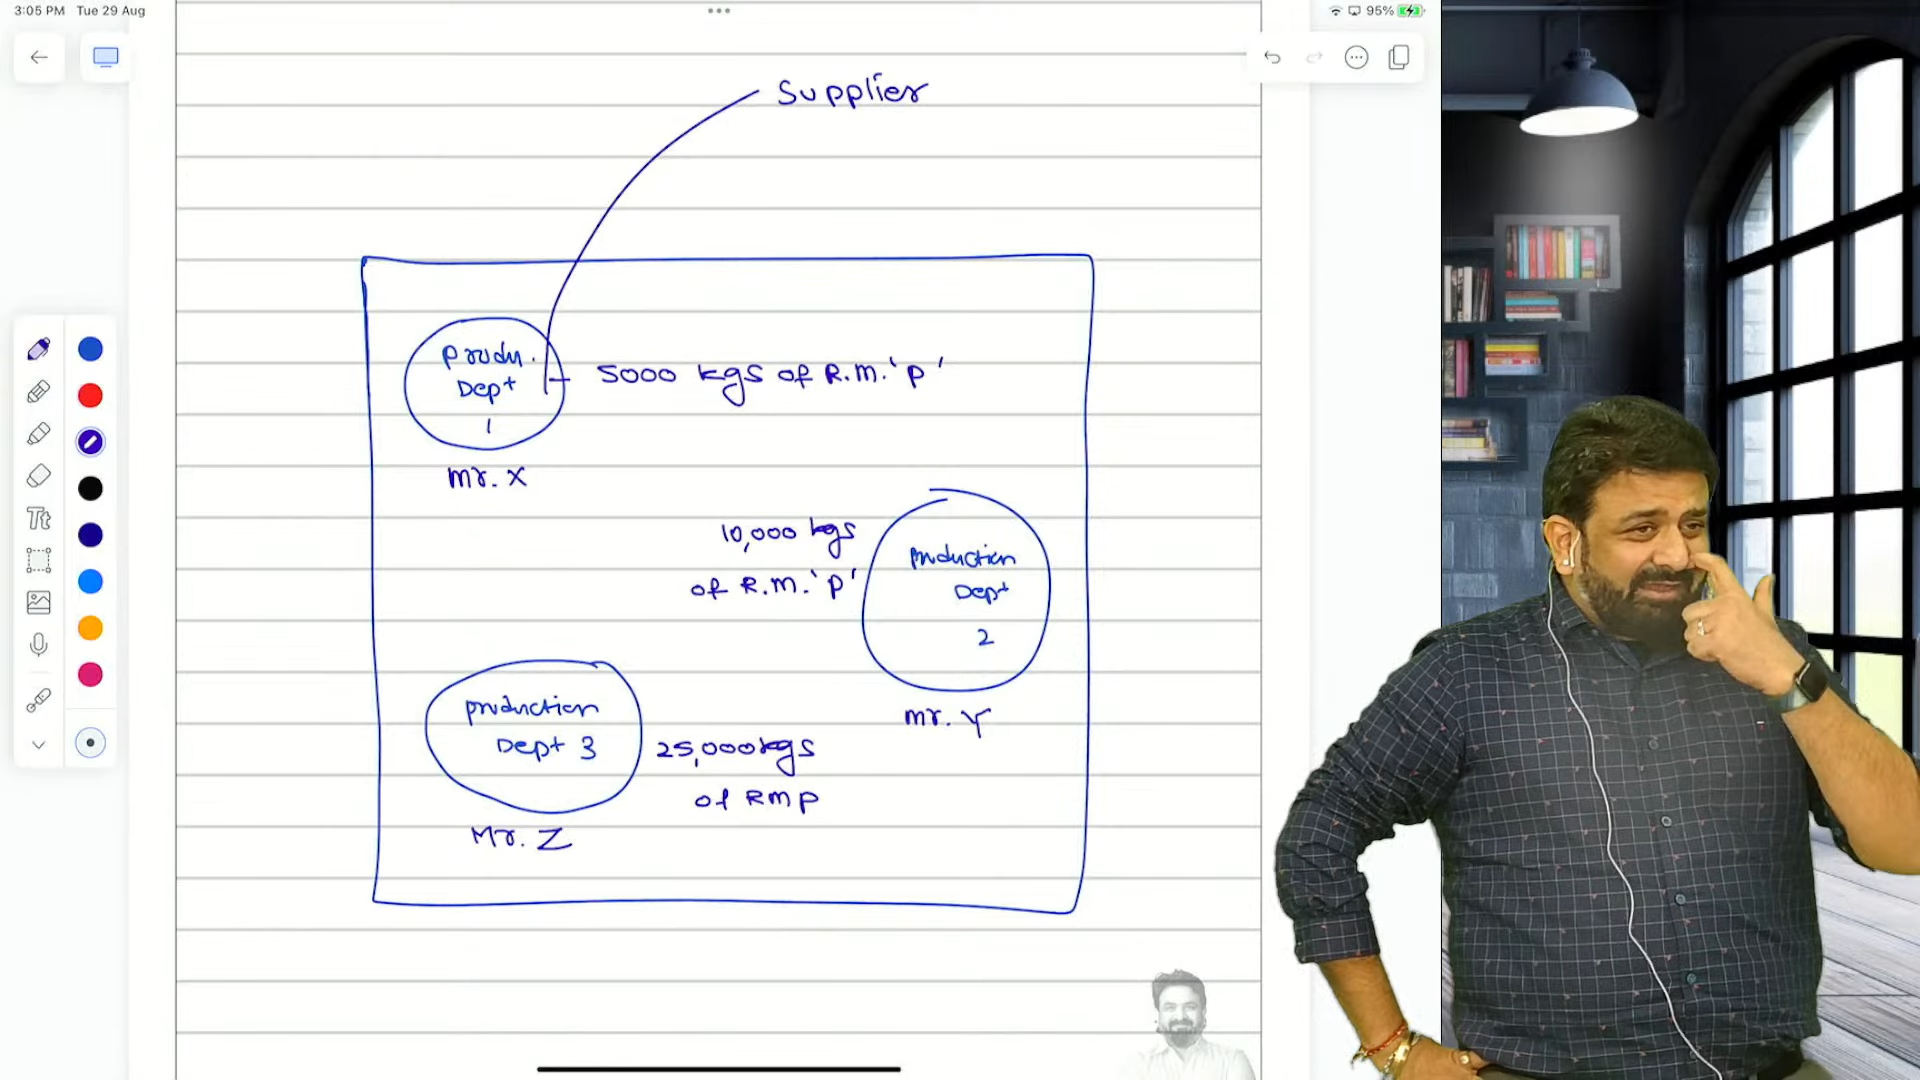 3:05 PM Tue 29 Aug
95%
Supplier
Produ.
Dept
1
5000 kgs of R.M.'P'
Mr. X
10,000 kgs
of R.M.'P'
Production
Dept
2
Mr. Y
Production
Dept 3
25,000 kgs
of RMP
Mr. Z
Tt